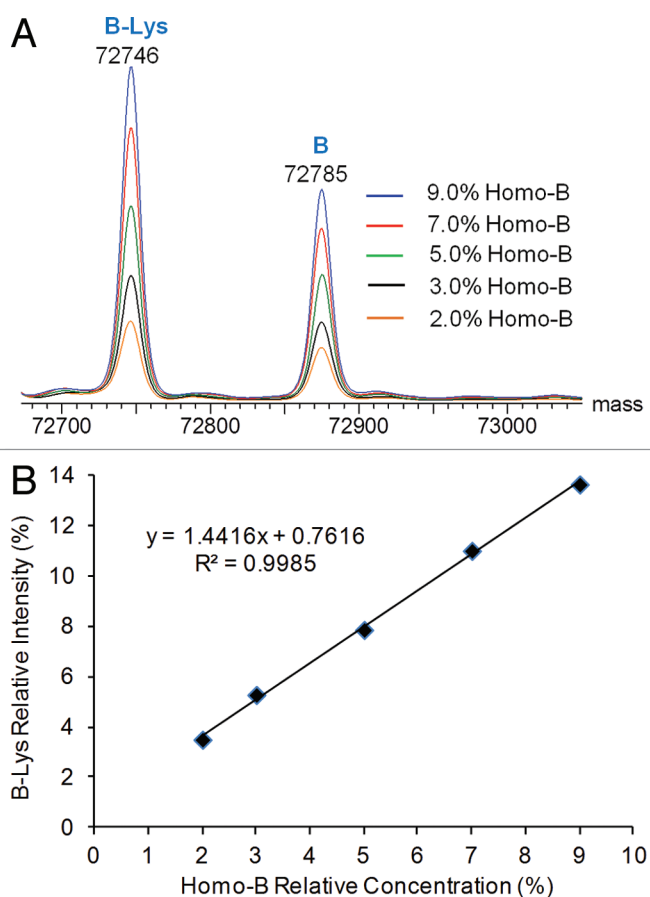 A
B-Lys
72746
B
72785
9.0% Homo-B
7.0% Homo-B
5.0% Homo-B
3.0% Homo-B
2.0% Homo-B
72700 72800 72900 73000 mass
B
14
12
10
8
6
4
2
0
B-Lys Relative Intensity (%)
y = 1.4416x + 0.7616
R² = 0.9985
0 1 2 3 4 5 6 7 8 9 10
Homo-B Relative Concentration (%)